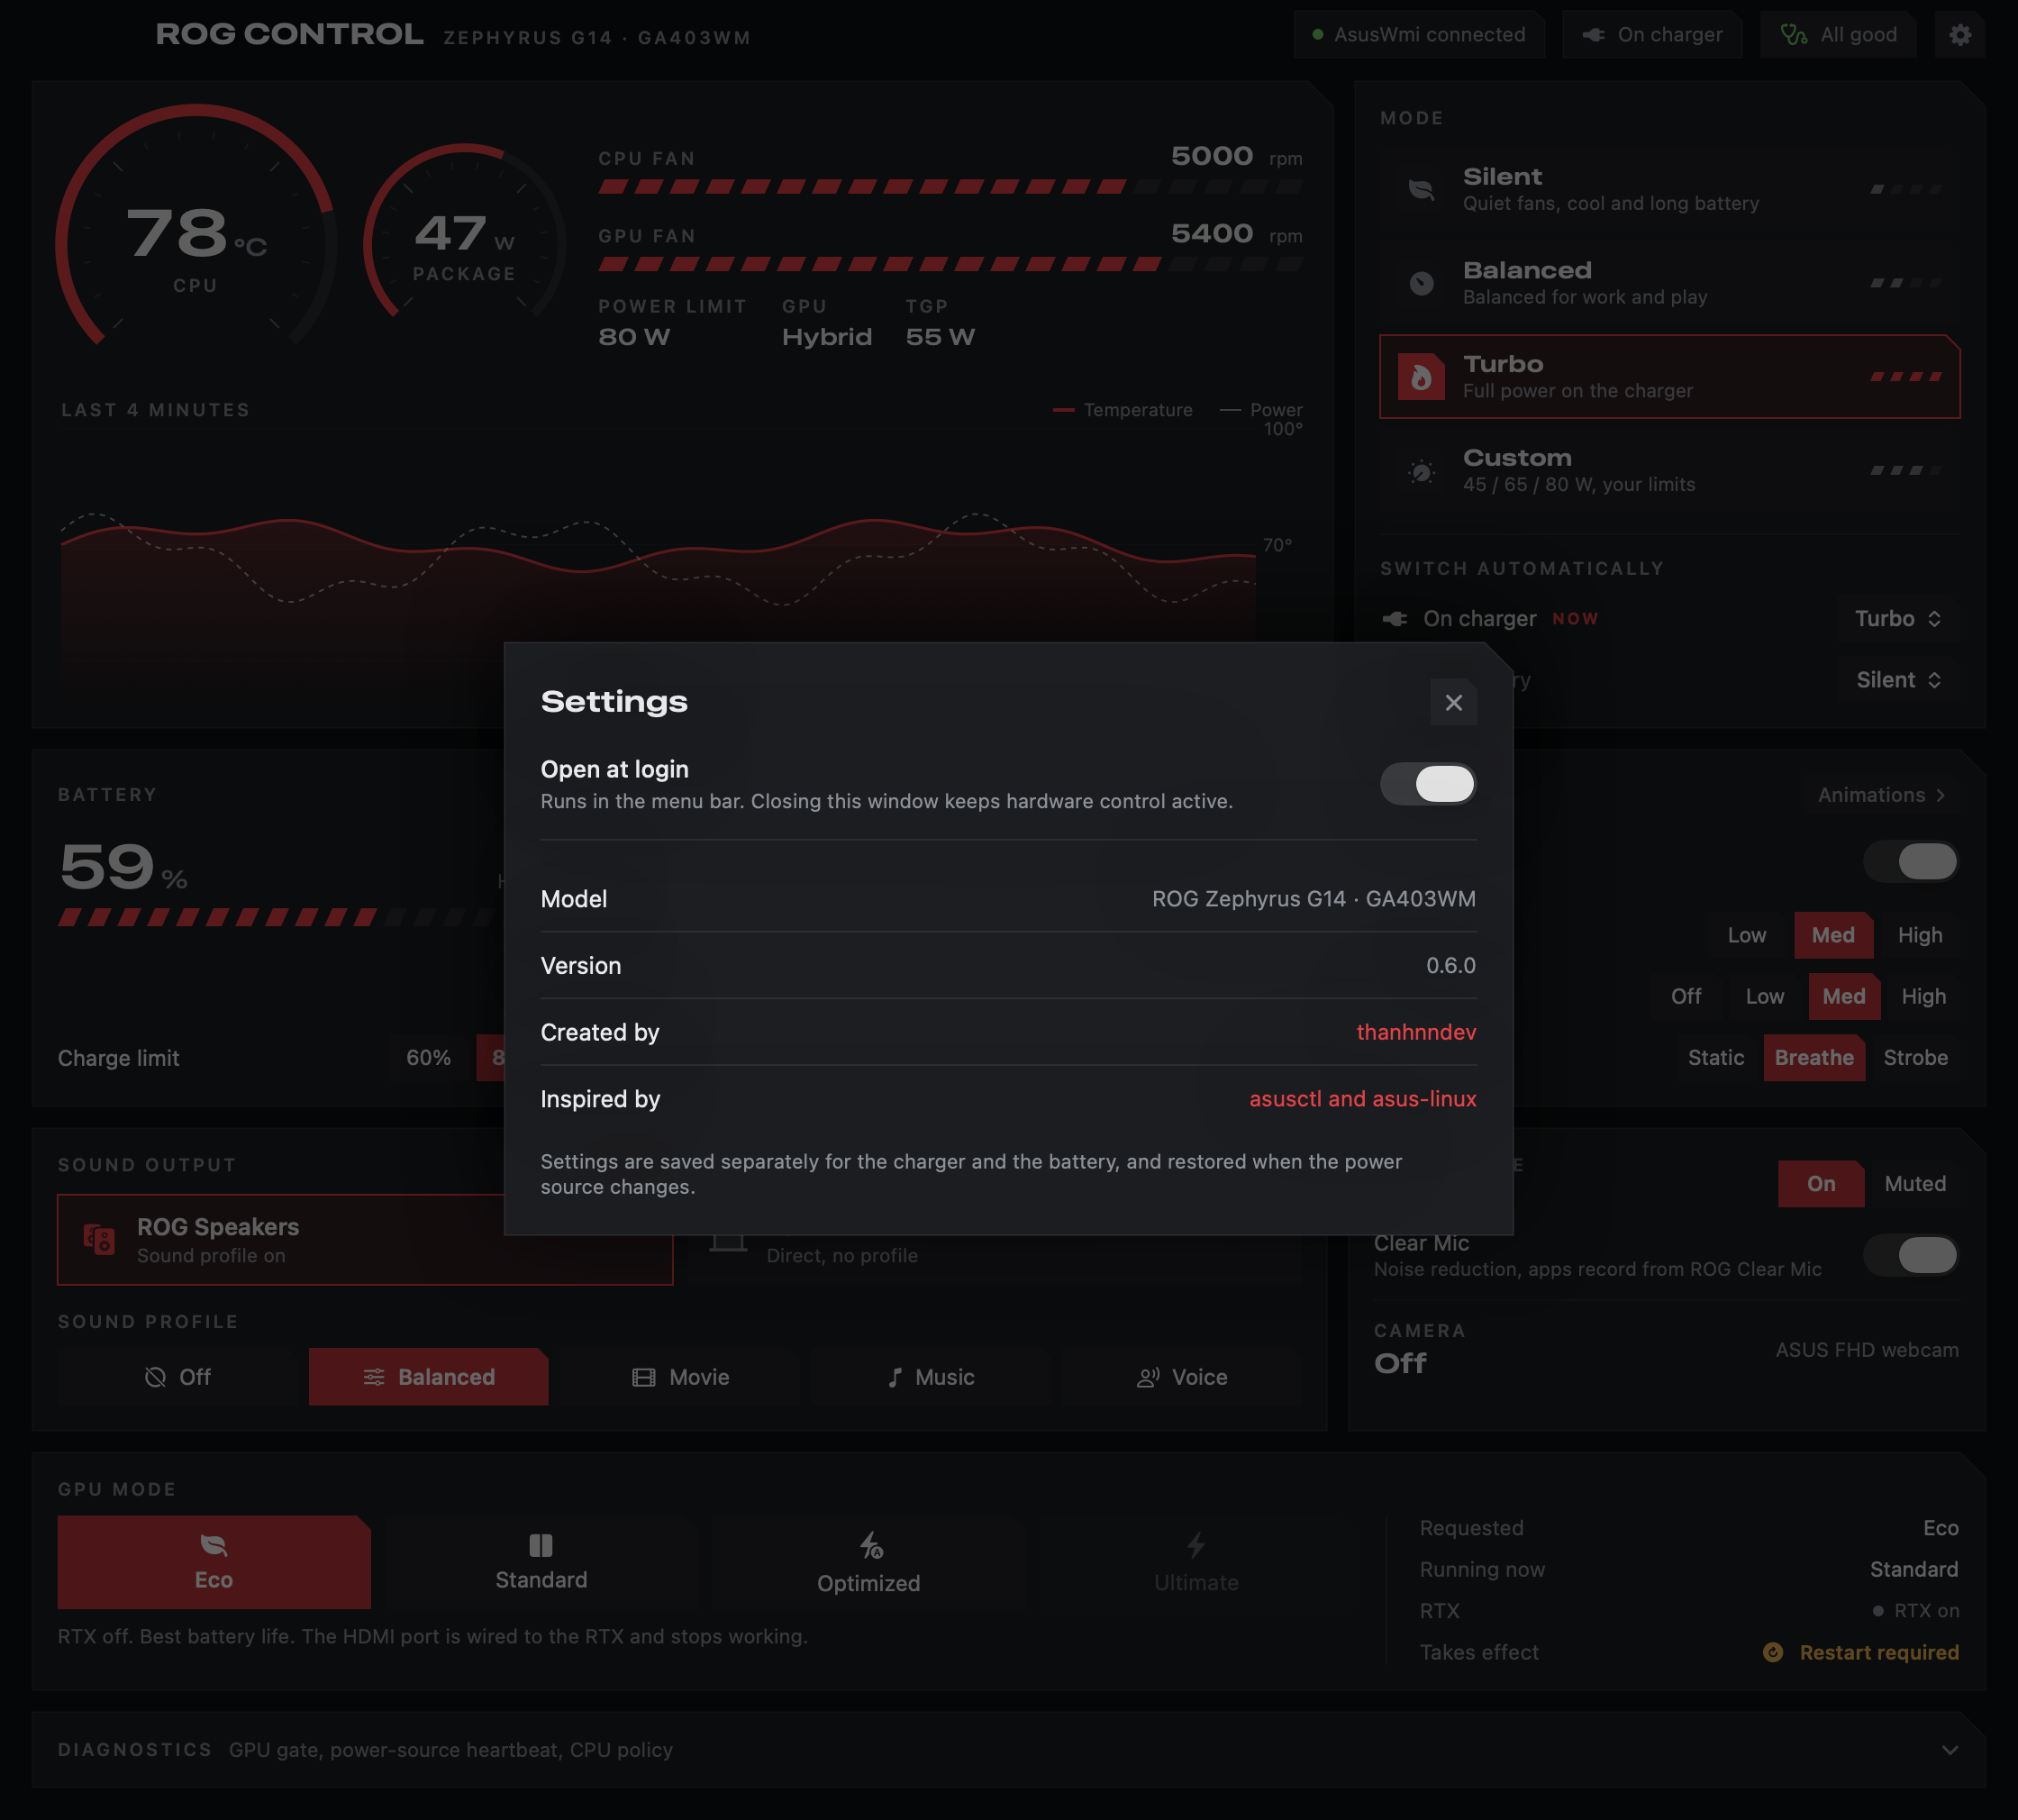 ROG CONTROL ZEPHYRUS G14 · GA403WM
AsusWmi connected
On charger
All good
78 °C
CPU
47 W
PACKAGE
CPU FAN 5000 rpm
GPU FAN 5400 rpm
POWER LIMIT GPU TGP
80 W Hybrid 55 W
LAST 4 MINUTES
Temperature Power
100°
70°
MODE
Silent
Quiet fans, cool and long battery
Balanced
Balanced for work and play
Turbo
Full power on the charger
Custom
45 / 65 / 80 W, your limits
SWITCH AUTOMATICALLY
On charger NOW Turbo
Silent
Settings
Open at login
Runs in the menu bar. Closing this window keeps hardware control active.
Model ROG Zephyrus G14 · GA403WM
Version 0.6.0
Created by thanhnndev
Inspired by asusctl and asus-linux
Settings are saved separately for the charger and the battery, and restored when the power
source changes.
BATTERY
59 %
Charge limit 60%
Animations
Low Med High
Off Low Med High
Static Breathe Strobe
SOUND OUTPUT
ROG Speakers
Sound profile on
Direct, no profile
SOUND PROFILE
Off Balanced Movie Music Voice
On Muted
Clear Mic
Noise reduction, apps record from ROG Clear Mic
CAMERA
Off
ASUS FHD webcam
GPU MODE
Eco Standard Optimized Ultimate
RTX off. Best battery life. The HDMI port is wired to the RTX and stops working.
Requested Eco
Running now Standard
RTX RTX on
Takes effect Restart required
DIAGNOSTICS GPU gate, power-source heartbeat, CPU policy